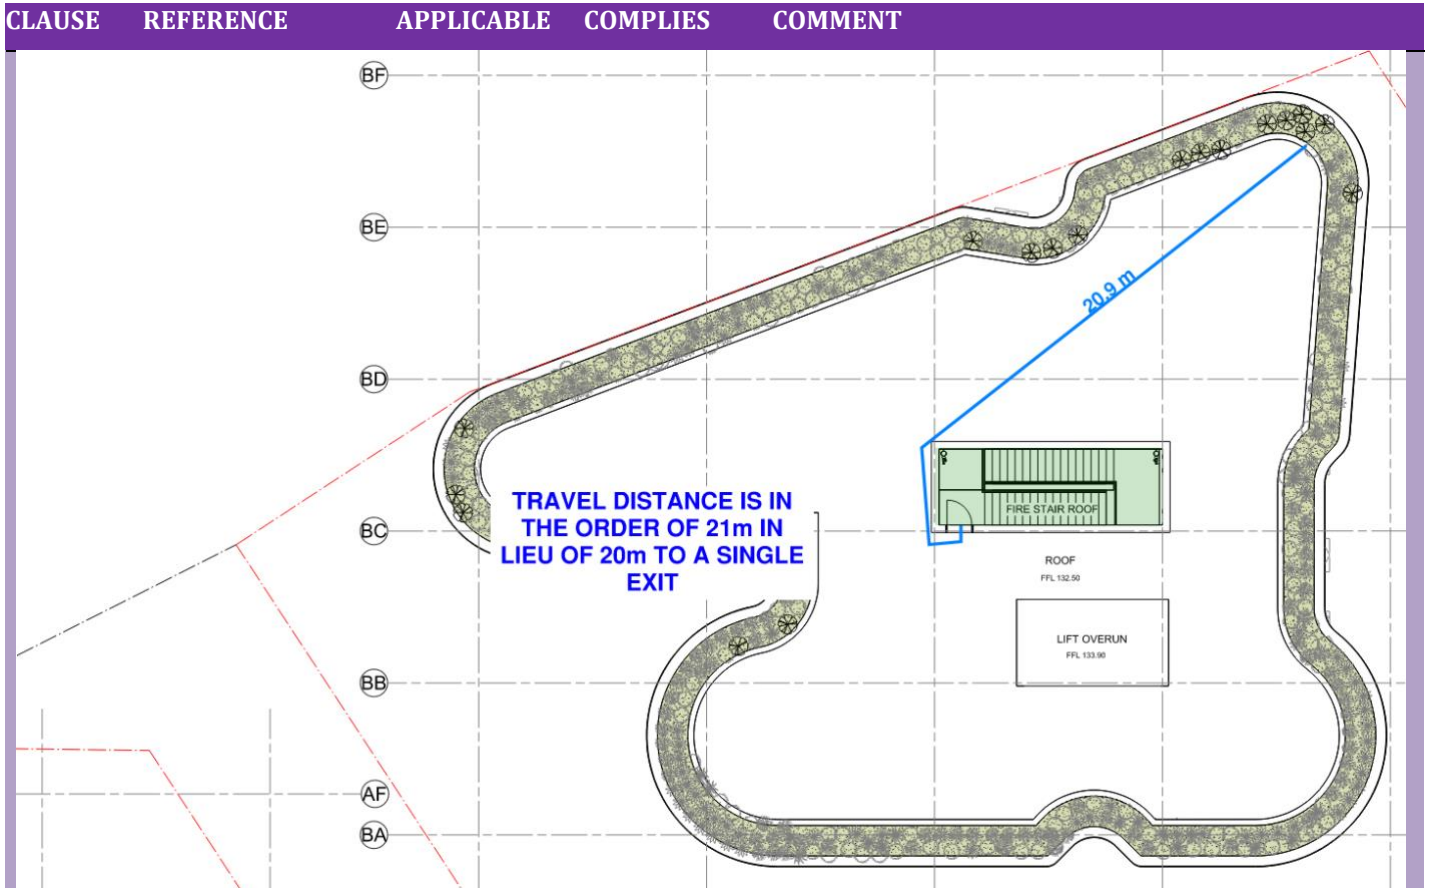 CLAUSE REFERENCE APPLICABLE COMPLIES COMMENT
BF
BE
20.9 m
BD
TRAVEL DISTANCE IS IN
THE ORDER OF 21m IN
LIEU OF 20m TO A SINGLE
EXIT
FIRE STAIR ROOF
BC
ROOF
FFL 132.50
LIFT OVERUN
FFL 133.90
BB
AF
BA